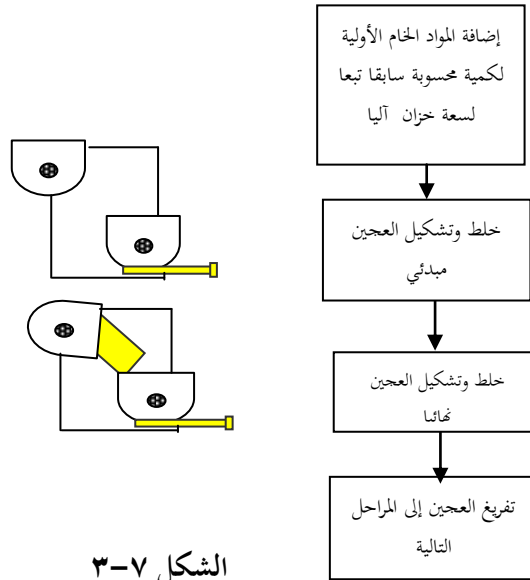 إضافة المواد الخام الأولية
لكمية محسوبة سابقا تبعا
لسعة خزان آليا
خلط وتشكيل العجين
مبدئي
خلط وتشكيل العجين
نهائيا
تفريغ العجين إلى المراحل
التالية
الشكل ٧-٣